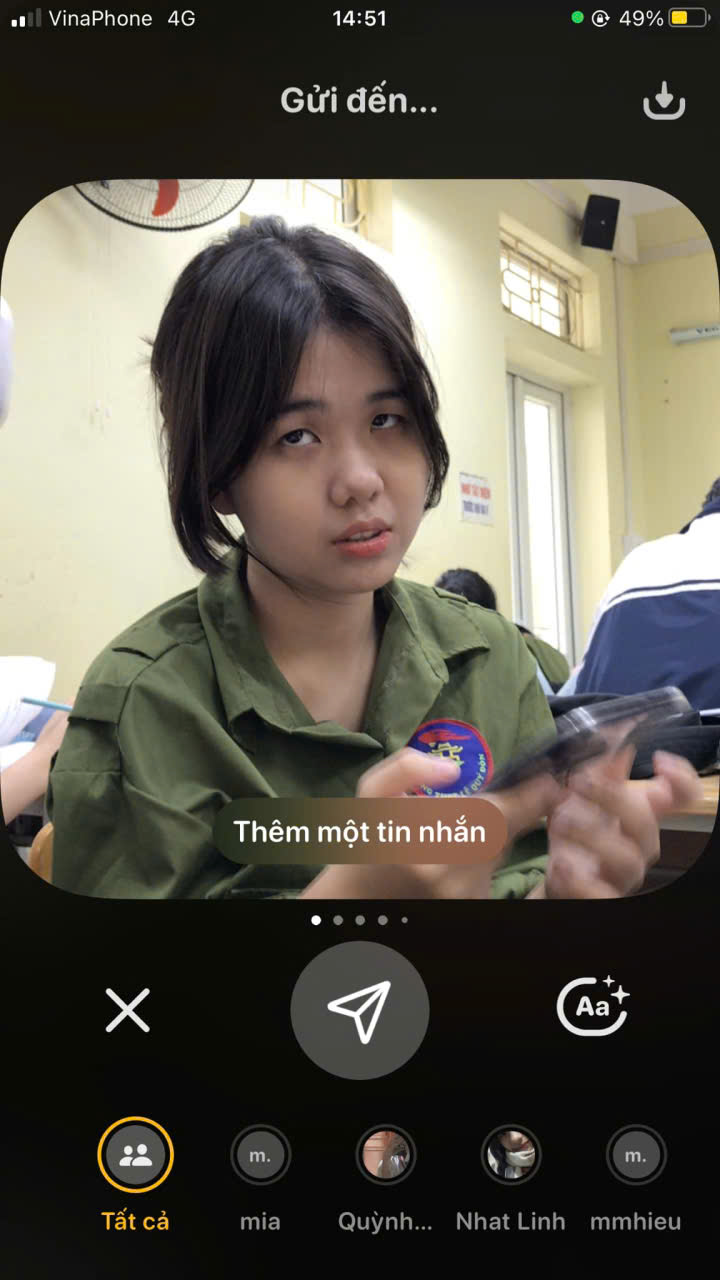 VinaPhone 4G 14:51 49%
Gửi đến...
Thêm một tin nhắn
Aa
m. m.
Tất cả mia Quỳnh... Nhat Linh mmhieu